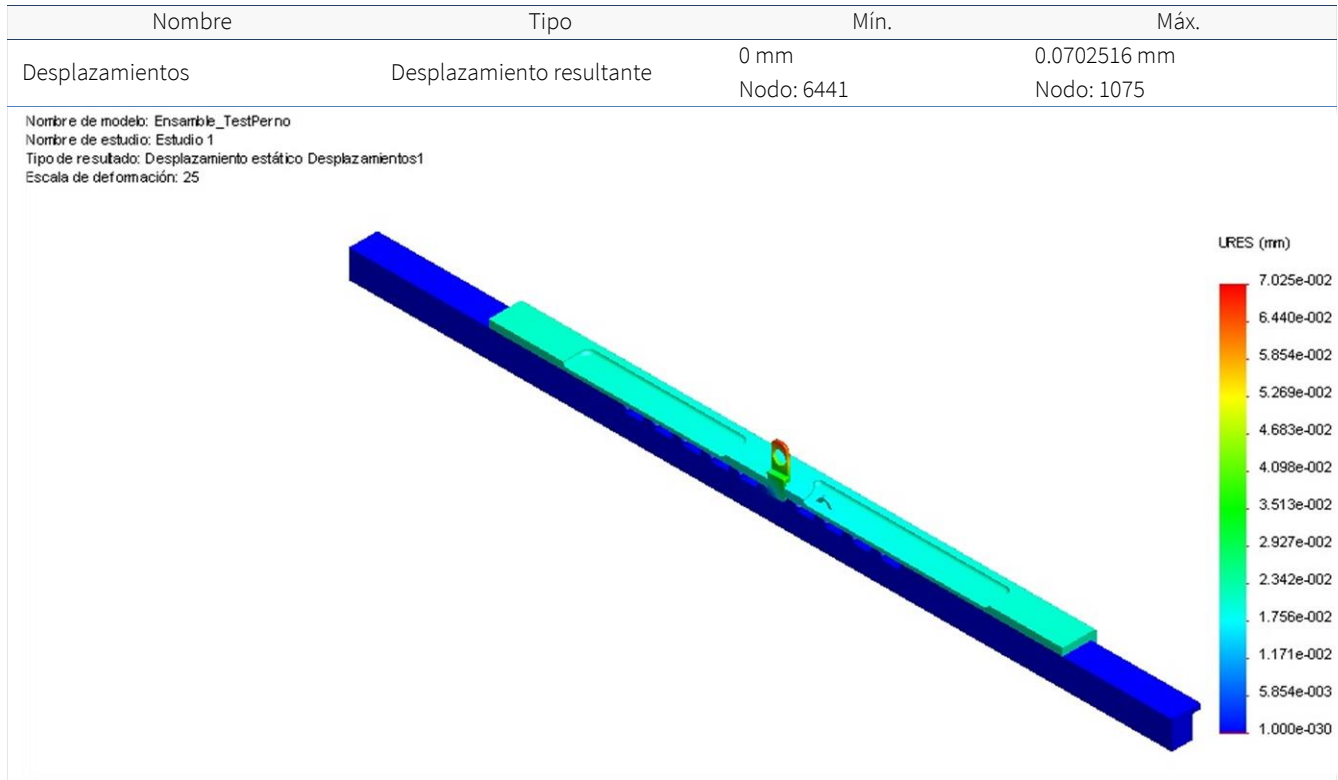 Nombre Tipo Mín. Máx.
Desplazamientos Desplazamiento resultante 0 mm 0.0702516 mm
Nodo: 6441 Nodo: 1075
Nombre de modelo: Ensamble_TestPerno
Nombre de estudio: Estudio 1
Tipo de resultado: Desplazamiento estático Desplazamientos1
Escala de deformación: 25
URES (mm)
7.025e-002
6.440e-002
5.854e-002
5.269e-002
4.683e-002
4.098e-002
3.513e-002
2.927e-002
2.342e-002
1.756e-002
1.171e-002
5.854e-003
1.000e-030